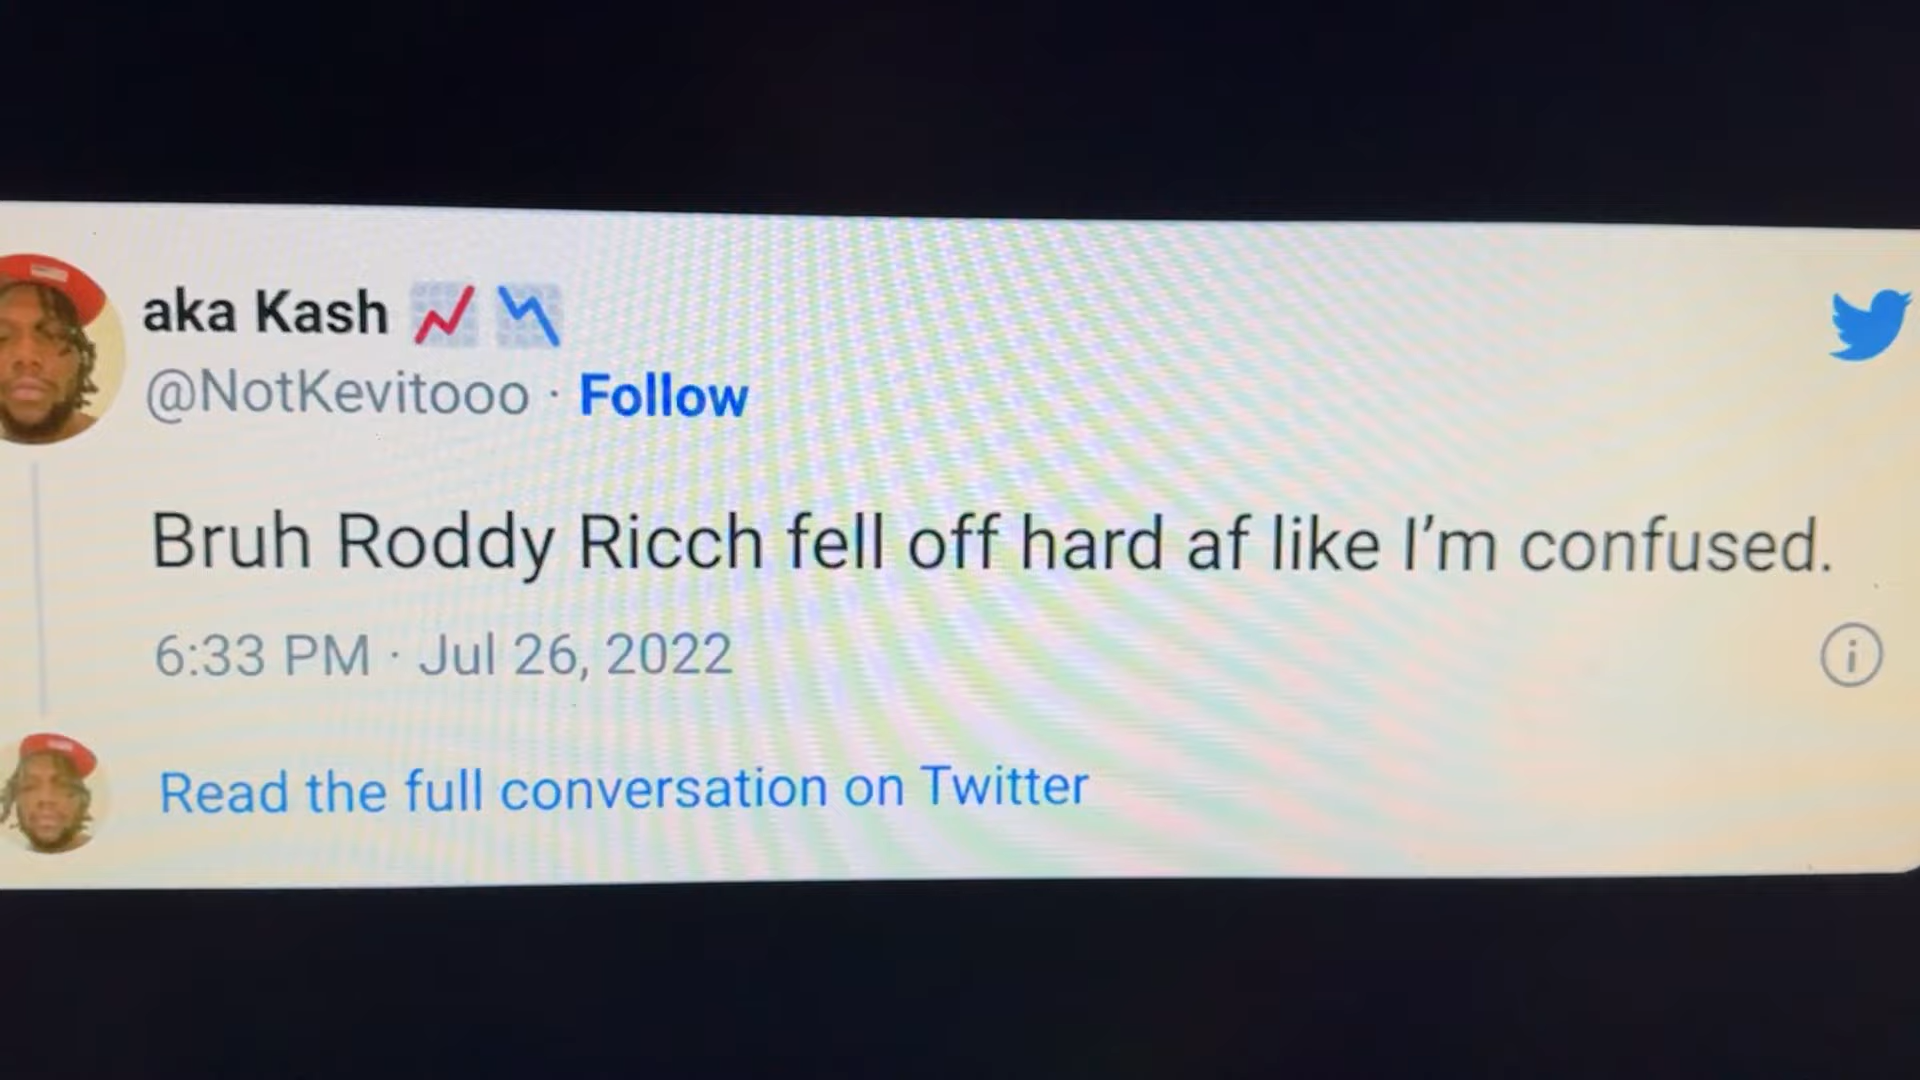 aka Kash 📈 📉
@NotKevitooo · Follow
Bruh Roddy Ricch fell off hard af like I'm confused.
6:33 PM · Jul 26, 2022
Read the full conversation on Twitter